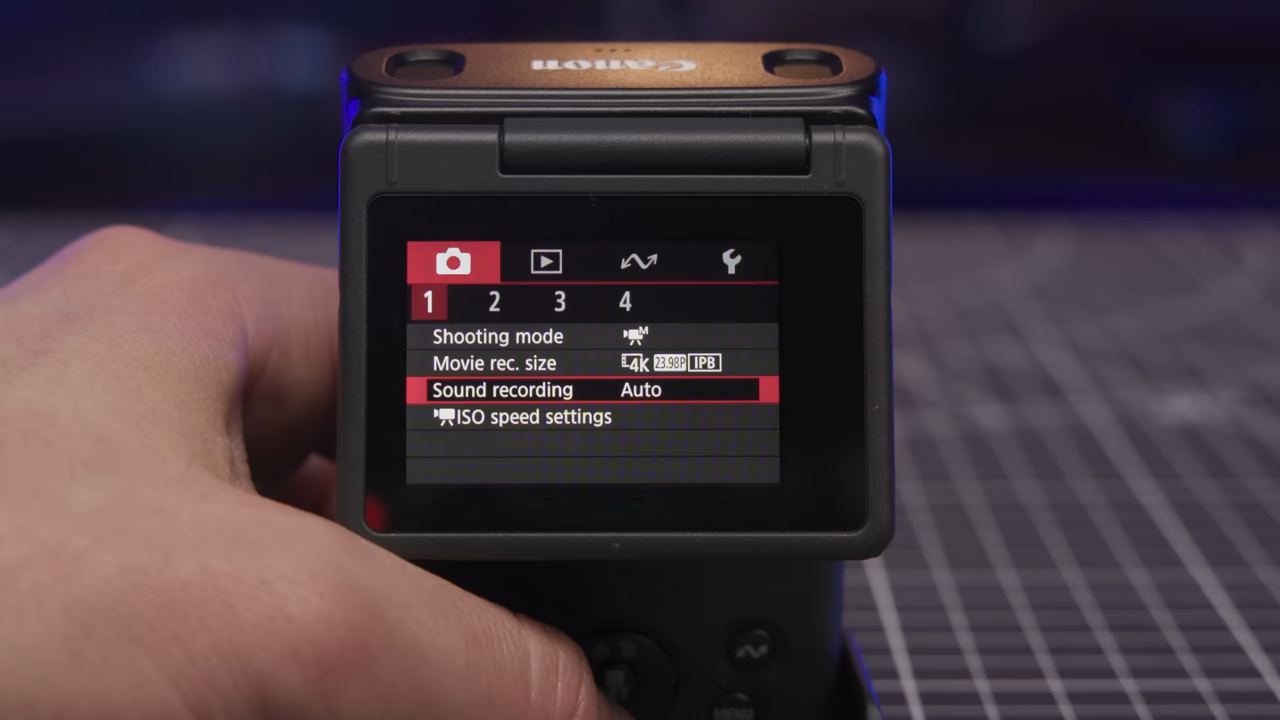 Canon
1 2 3 4
Shooting mode M
Movie rec. size 4K 23.98P IPB
Sound recording Auto
ISO speed settings
MENU